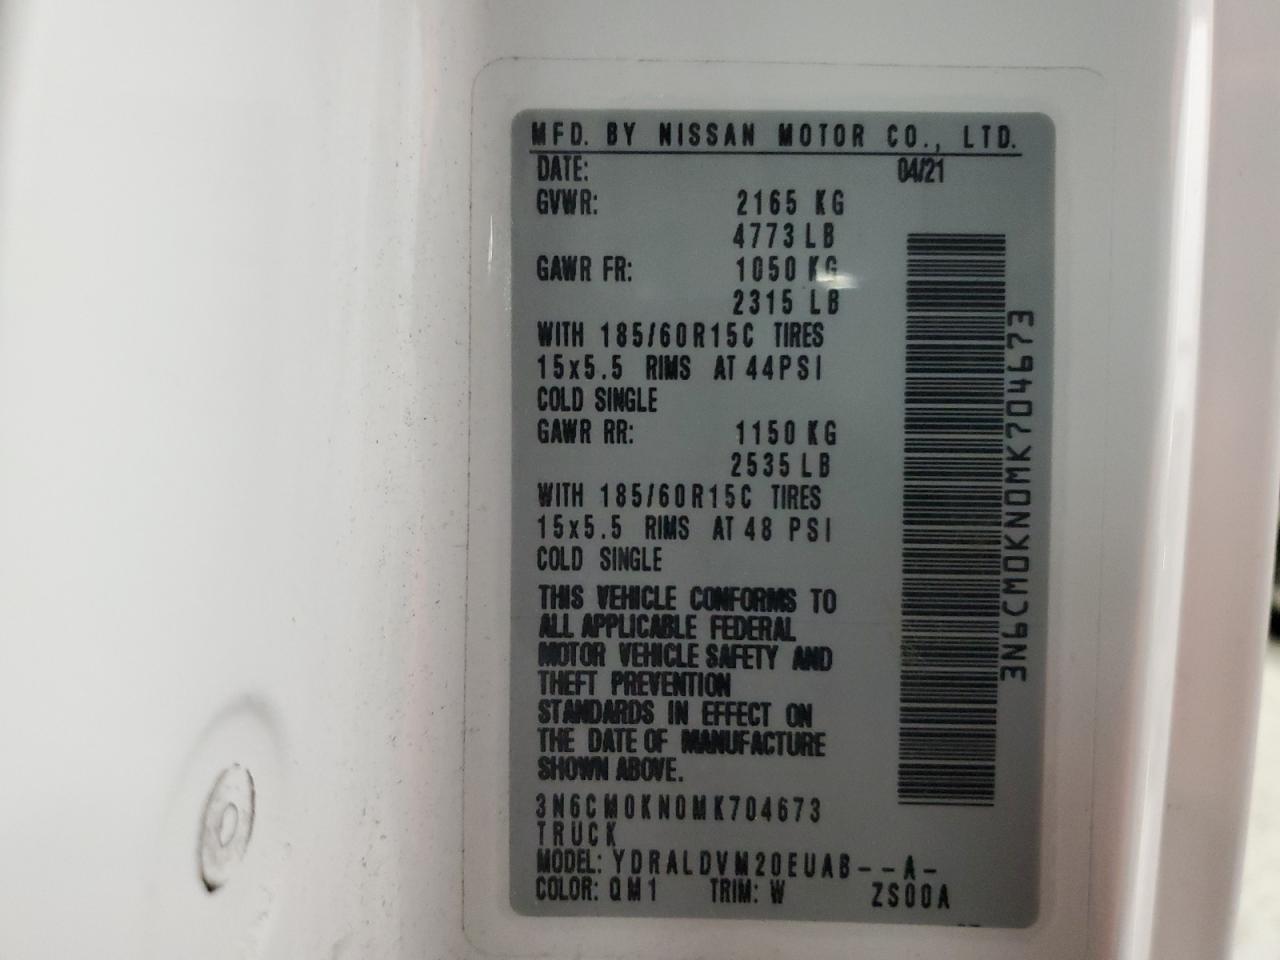 MFD. BY NISSAN MOTOR CO., LTD.
DATE: 04/21
GVWR: 2165 KG
4773 LB
GAWR FR: 1050 KG
2315 LB
WITH 185/60R15C TIRES
15x5.5 RIMS AT 44PSI
COLD SINGLE
GAWR RR: 1150 KG
2535 LB
WITH 185/60R15C TIRES
15x5.5 RIMS AT 48 PSI
COLD SINGLE
THIS VEHICLE CONFORMS TO
ALL APPLICABLE FEDERAL
MOTOR VEHICLE SAFETY AND
THEFT PREVENTION
STANDARDS IN EFFECT ON
THE DATE OF MANUFACTURE
SHOWN ABOVE.
3N6CM0KN0MK704673
TRUCK
MODEL: YDRALDVM20EUAB--A-
COLOR: QM1 TRIM: W ZS00A
3N6CM0KN0MK704673